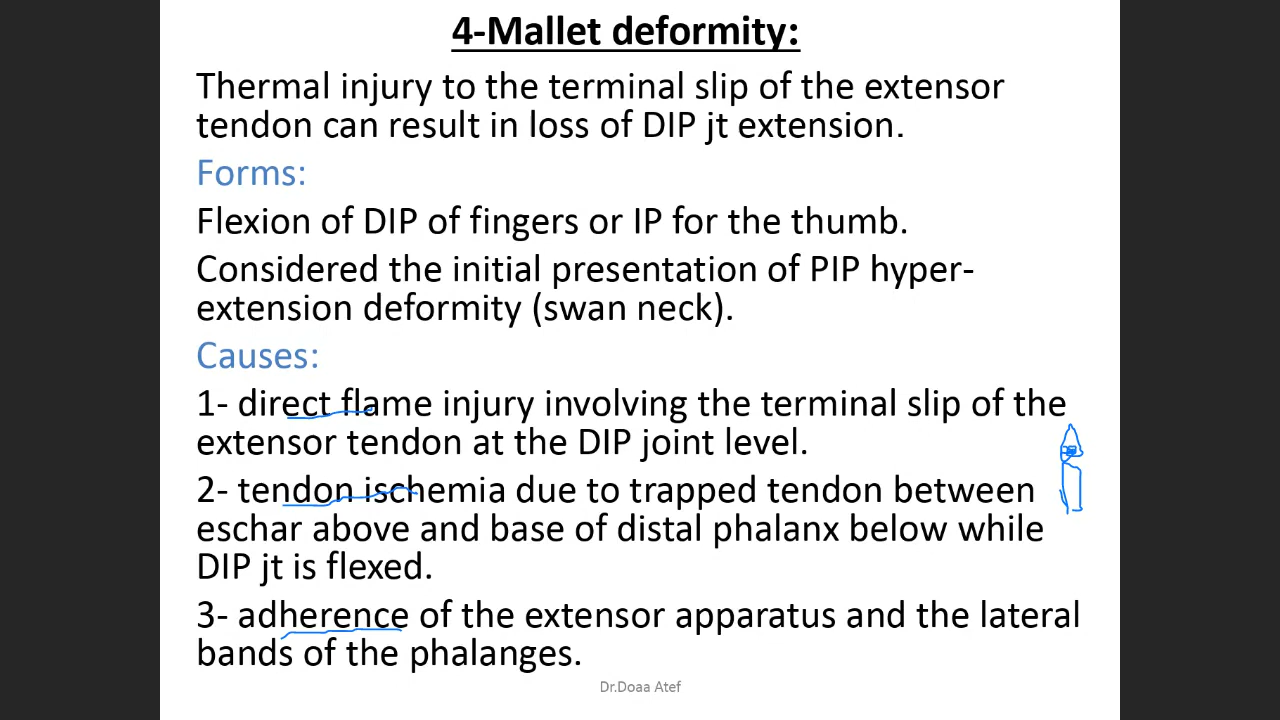 4-Mallet deformity:
Thermal injury to the terminal slip of the extensor
tendon can result in loss of DIP jt extension.
Forms:
Flexion of DIP of fingers or IP for the thumb.
Considered the initial presentation of PIP hyper-
extension deformity (swan neck).
Causes:
1- direct flame injury involving the terminal slip of the
extensor tendon at the DIP joint level.
2- tendon ischemia due to trapped tendon between
eschar above and base of distal phalanx below while
DIP jt is flexed.
3- adherence of the extensor apparatus and the lateral
bands of the phalanges.
Dr.Doaa Atef